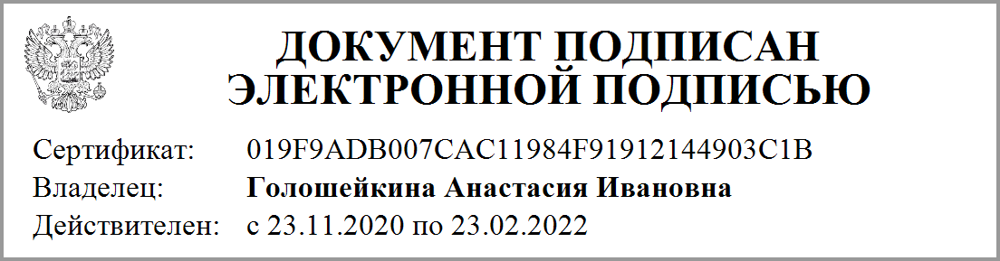 ДОКУМЕНТ ПОДПИСАН
ЭЛЕКТРОННОЙ ПОДПИСЬЮ
Сертификат: 019F9ADB007CAC11984F91912144903C1B
Владелец: Голошейкина Анастасия Ивановна
Действителен: с 23.11.2020 по 23.02.2022